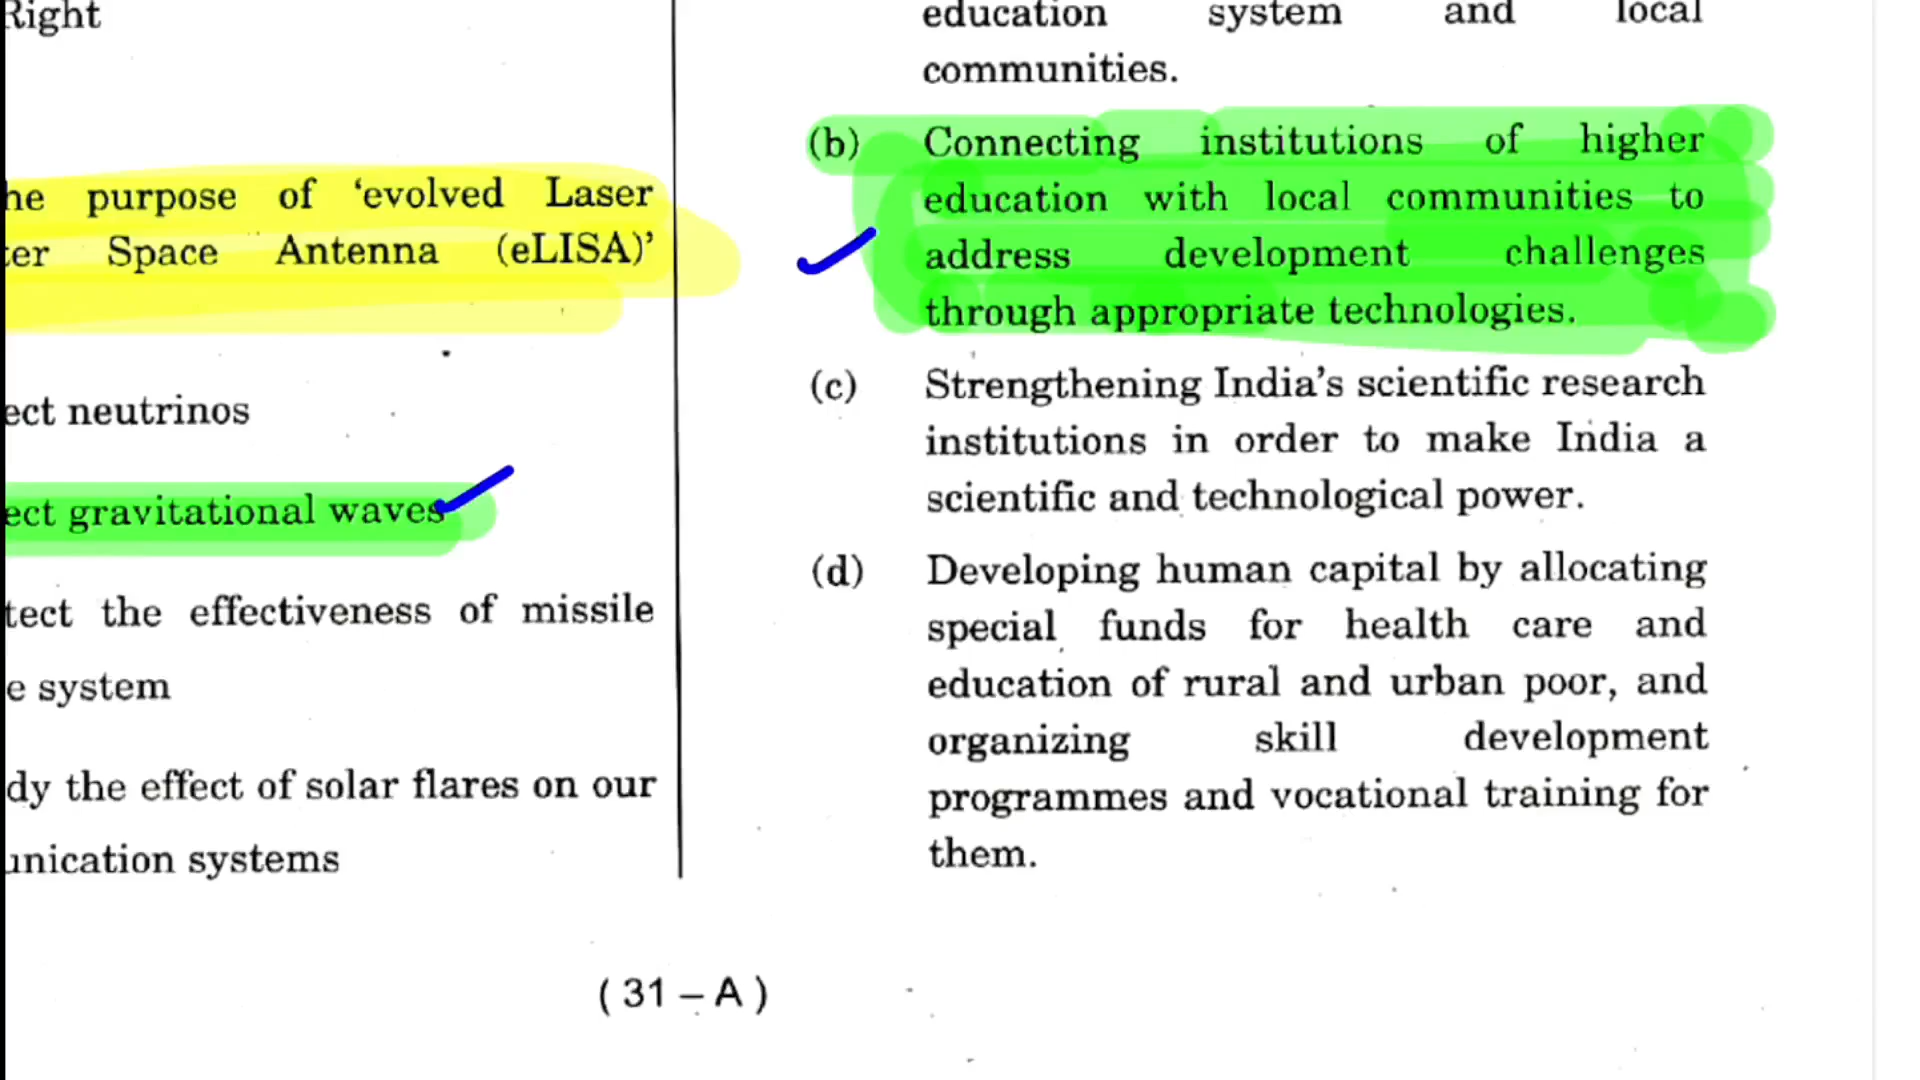 Right
he purpose of ‘evolved Laser
ter Space Antenna (eLISA)’
ect neutrinos
ect gravitational waves
tect the effectiveness of missile
e system
dy the effect of solar flares on our
unication systems
education system and local
communities.
(b) Connecting institutions of higher
education with local communities to
address development challenges
through appropriate technologies.
(c) Strengthening India’s scientific research
institutions in order to make India a
scientific and technological power.
(d) Developing human capital by allocating
special funds for health care and
education of rural and urban poor, and
organizing skill development
programmes and vocational training for
them.
( 31 – A )